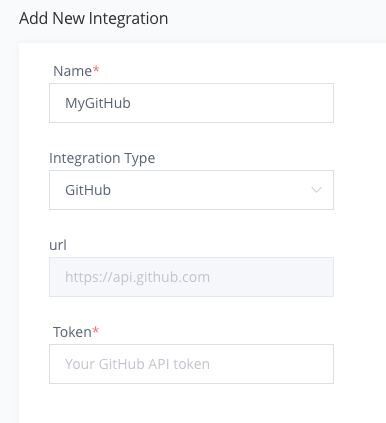 Add New Integration
Name*
MyGitHub
Integration Type
GitHub
url
https://api.github.com
Token*
Your GitHub API token